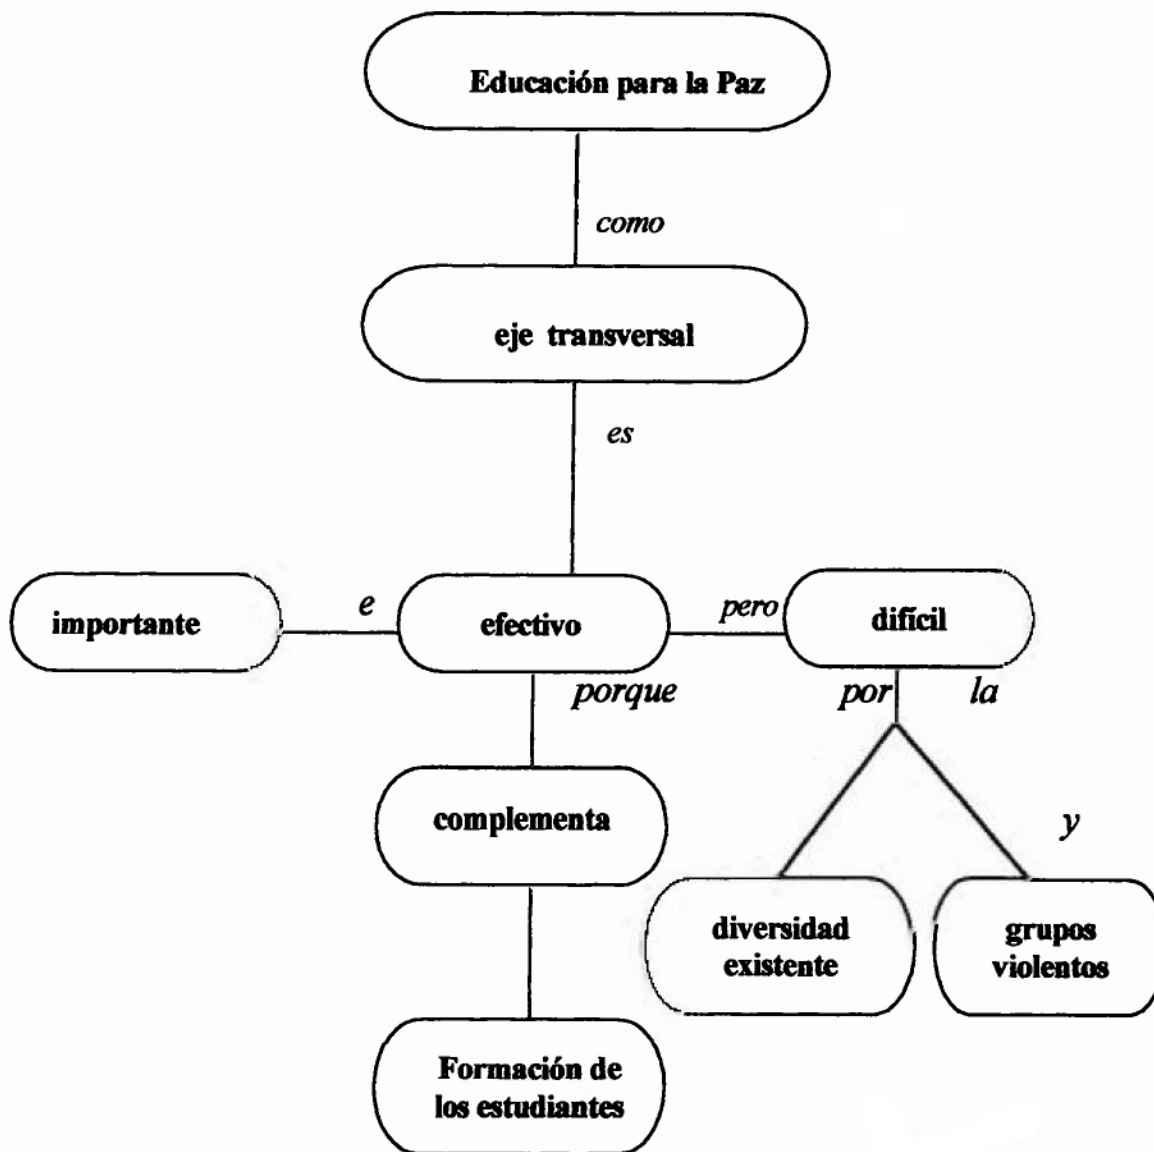 Educación para la Paz
como
eje transversal
es
importante
e
efectivo
pero
difícil
porque
por
la
complementa
y
diversidad
existente
grupos
violentos
Formación de
los estudiantes